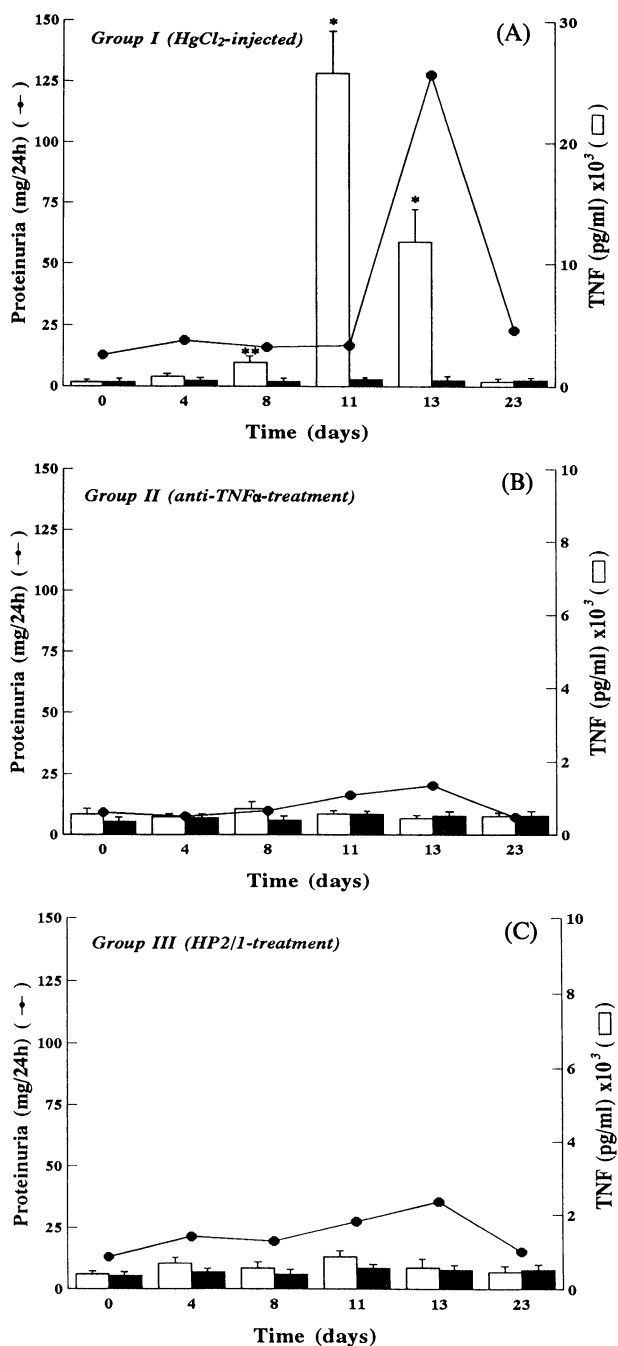 Group I (HgCl2-injected)
(A)
Proteinuria (mg/24h) ( )
150
125
100
75
50
25
0
TNF (pg/ml) x10³ ( )
30
20
10
0
*
*
**
0 4 8 11 13 23
Time (days)
Group II (anti-TNFα-treatment)
(B)
Proteinuria (mg/24h) ( )
150
125
100
75
50
25
0
TNF (pg/ml) x10³ ( )
10
8
6
4
2
0
0 4 8 11 13 23
Time (days)
Group III (HP2/1-treatment)
(C)
Proteinuria (mg/24h) ( )
150
125
100
75
50
25
0
TNF (pg/ml) x10³ ( )
10
8
6
4
2
0
0 4 8 11 13 23
Time (days)